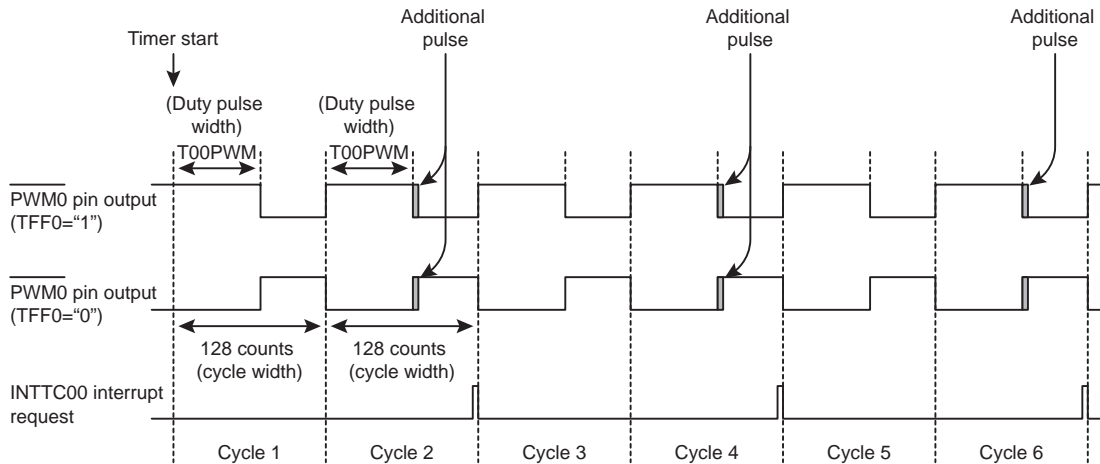 Additional
pulse
Additional
pulse
Additional
pulse
Timer start
(Duty pulse
width)
T00PWM
(Duty pulse
width)
T00PWM
PWM0 pin output
(TFF0=“1”)
PWM0 pin output
(TFF0=“0”)
128 counts
(cycle width)
128 counts
(cycle width)
INTTC00 interrupt
request
Cycle 1
Cycle 2
Cycle 3
Cycle 4
Cycle 5
Cycle 6